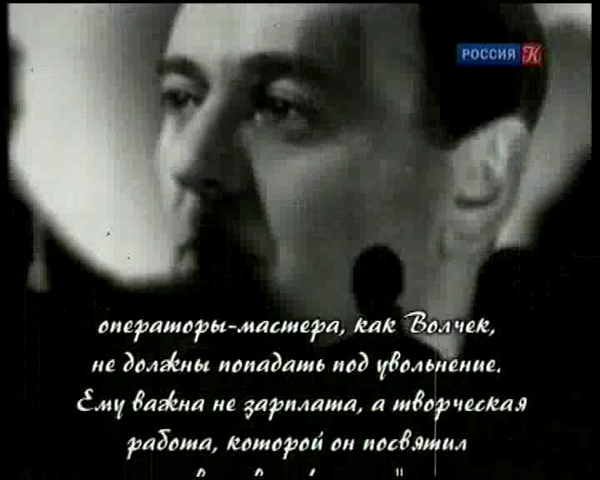 РОССИЯ К
операторы-мастера, как Волчек,
не должны попадать под увольнение.
Ему важна не зарплата, а творческая
работа, которой он посвятил